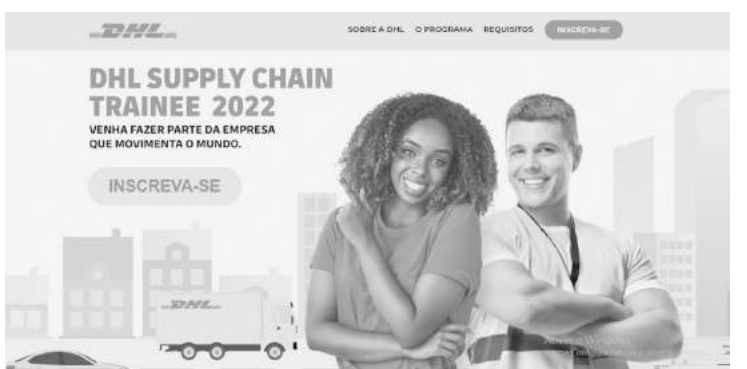 DHL
SOBRE A DHL O PROGRAMA REQUISITOS INSCREVA-SE
DHL SUPPLY CHAIN
TRAINEE 2022
VENHA FAZER PARTE DA EMPRESA
QUE MOVIMENTA O MUNDO.
INSCREVA-SE
DHL